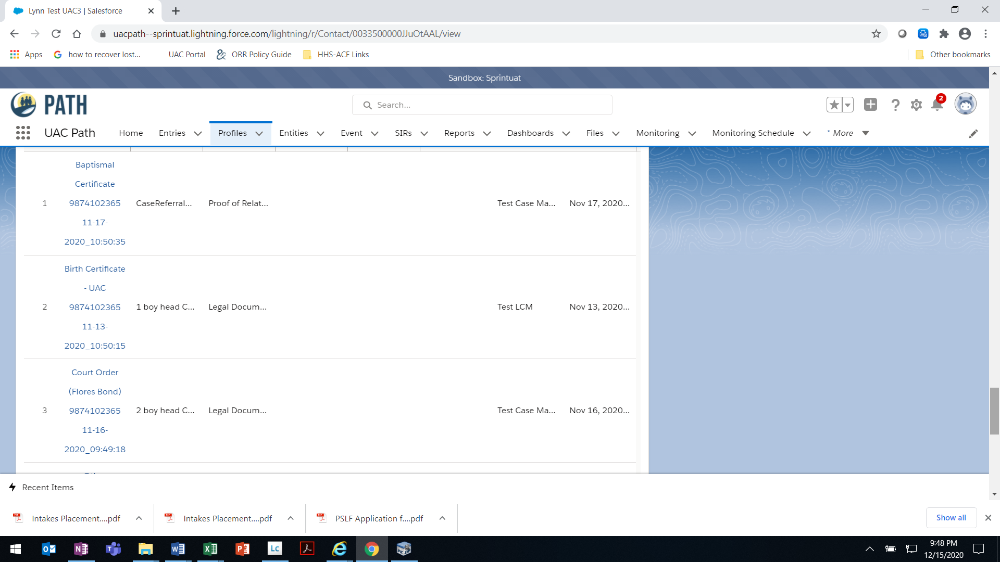 Lynn Test UAC3 | Salesforce
uacpath--sprintuat.lightning.force.com/lightning/r/Contact/0033500000JJuOtAAL/view
Apps how to recover lost... UAC Portal ORR Policy Guide HHS-ACF Links Other bookmarks
Sandbox: Sprintuat
PATH Search... 2
UAC Path Home Entries Profiles Entities Event SIRs Reports Dashboards Files Monitoring Monitoring Schedule * More
Baptismal
Certificate
1 9874102365 CaseReferral... Proof of Relat... Test Case Ma... Nov 17, 2020...
11-17-
2020_10:50:35
Birth Certificate
- UAC
2 9874102365 1 boy head C... Legal Docum... Test LCM Nov 13, 2020...
11-13-
2020_10:50:15
Court Order
(Flores Bond)
3 9874102365 2 boy head C... Legal Docum... Test Case Ma... Nov 16, 2020...
11-16-
2020_09:49:18
Recent Items
Intakes Placement....pdf Intakes Placement....pdf PSLF Application f....pdf Show all
9:48 PM
12/15/2020